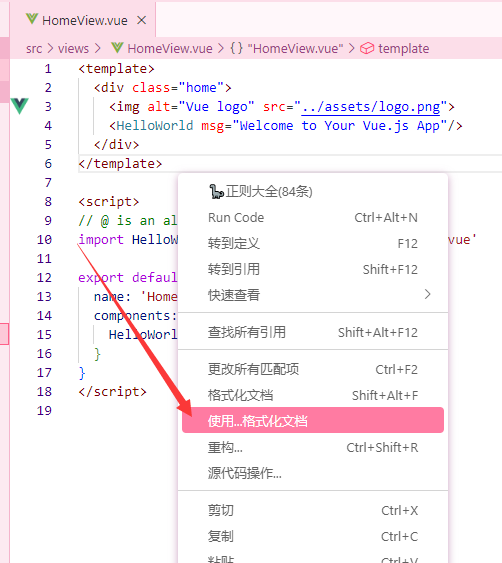 HomeView.vue
src > views > HomeView.vue > {} "HomeView.vue" > template
1 <template>
2 <div class="home">
3 <img alt="Vue logo" src="../assets/logo.png">
4 <HelloWorld msg="Welcome to Your Vue.js App"/>
5 </div>
6 </template>
7
8 <script>
9 // @ is an al
10 import HelloW vue'
11
12 export defaul
13 name: 'Home
14 components:
15 HelloWorl
16 }
17 }
18 </script>
19
正则大全(84条)
Run Code Ctrl+Alt+N
转到定义 F12
转到引用 Shift+F12
快速查看 >
查找所有引用 Shift+Alt+F12
更改所有匹配项 Ctrl+F2
格式化文档 Shift+Alt+F
使用...格式化文档
重构... Ctrl+Shift+R
源代码操作...
剪切 Ctrl+X
复制 Ctrl+C
粘贴 Ctrl+V